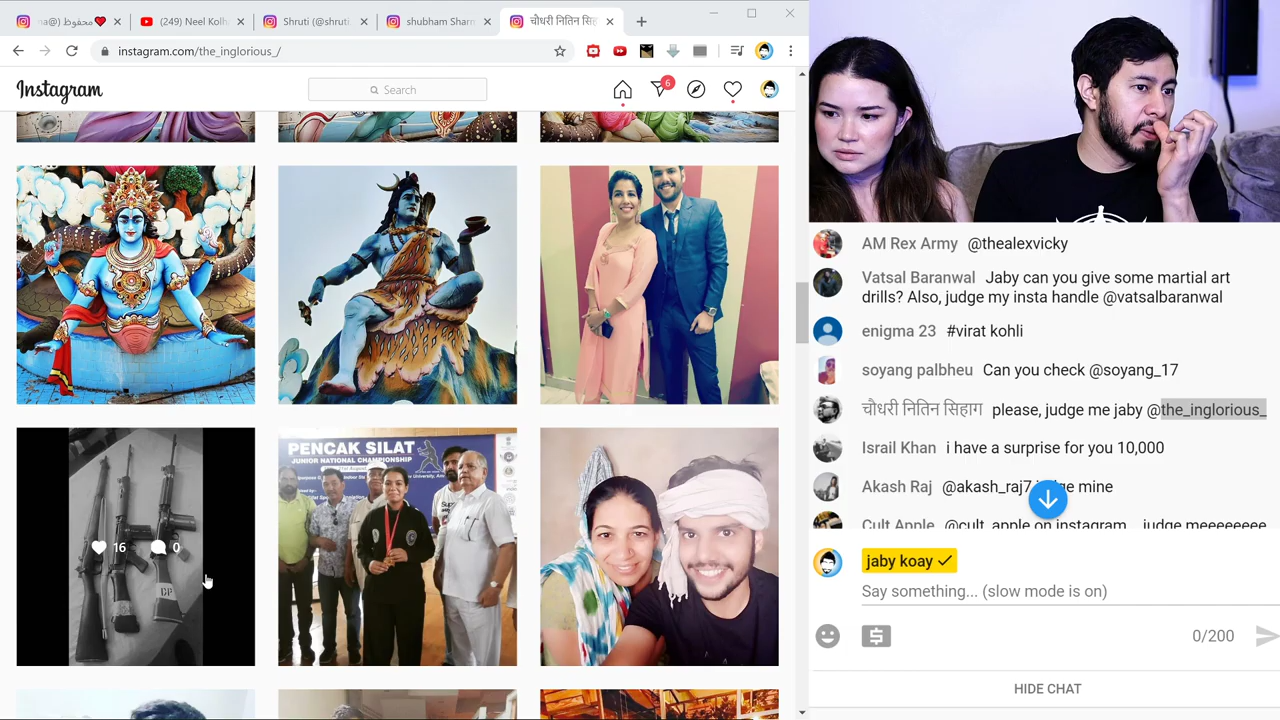 محفوظ (@na
(249) Neel Kolh
Shruti (@shruti.
shubham Sharm
चौधरी नितिन सिह
instagram.com/the_inglorious_/
Instagram
Search
6
16
0
CP
PENCAK SILAT
JUNIOR NATIONAL CHAMPIONSHIP
AM Rex Army @thealexvicky
Vatsal Baranwal Jaby can you give some martial art
drills? Also, judge my insta handle @vatsalbaranwal
enigma 23 #virat kohli
soyang palbheu Can you check @soyang_17
चौधरी नितिन सिहाग please, judge me jaby @the_inglorious_
Israil Khan i have a surprise for you 10,000
Akash Raj @akash_raj7 judge mine
Cult Apple @cult_apple on instagram... judge meeeeeeee
jaby koay
Say something... (slow mode is on)
0/200
HIDE CHAT